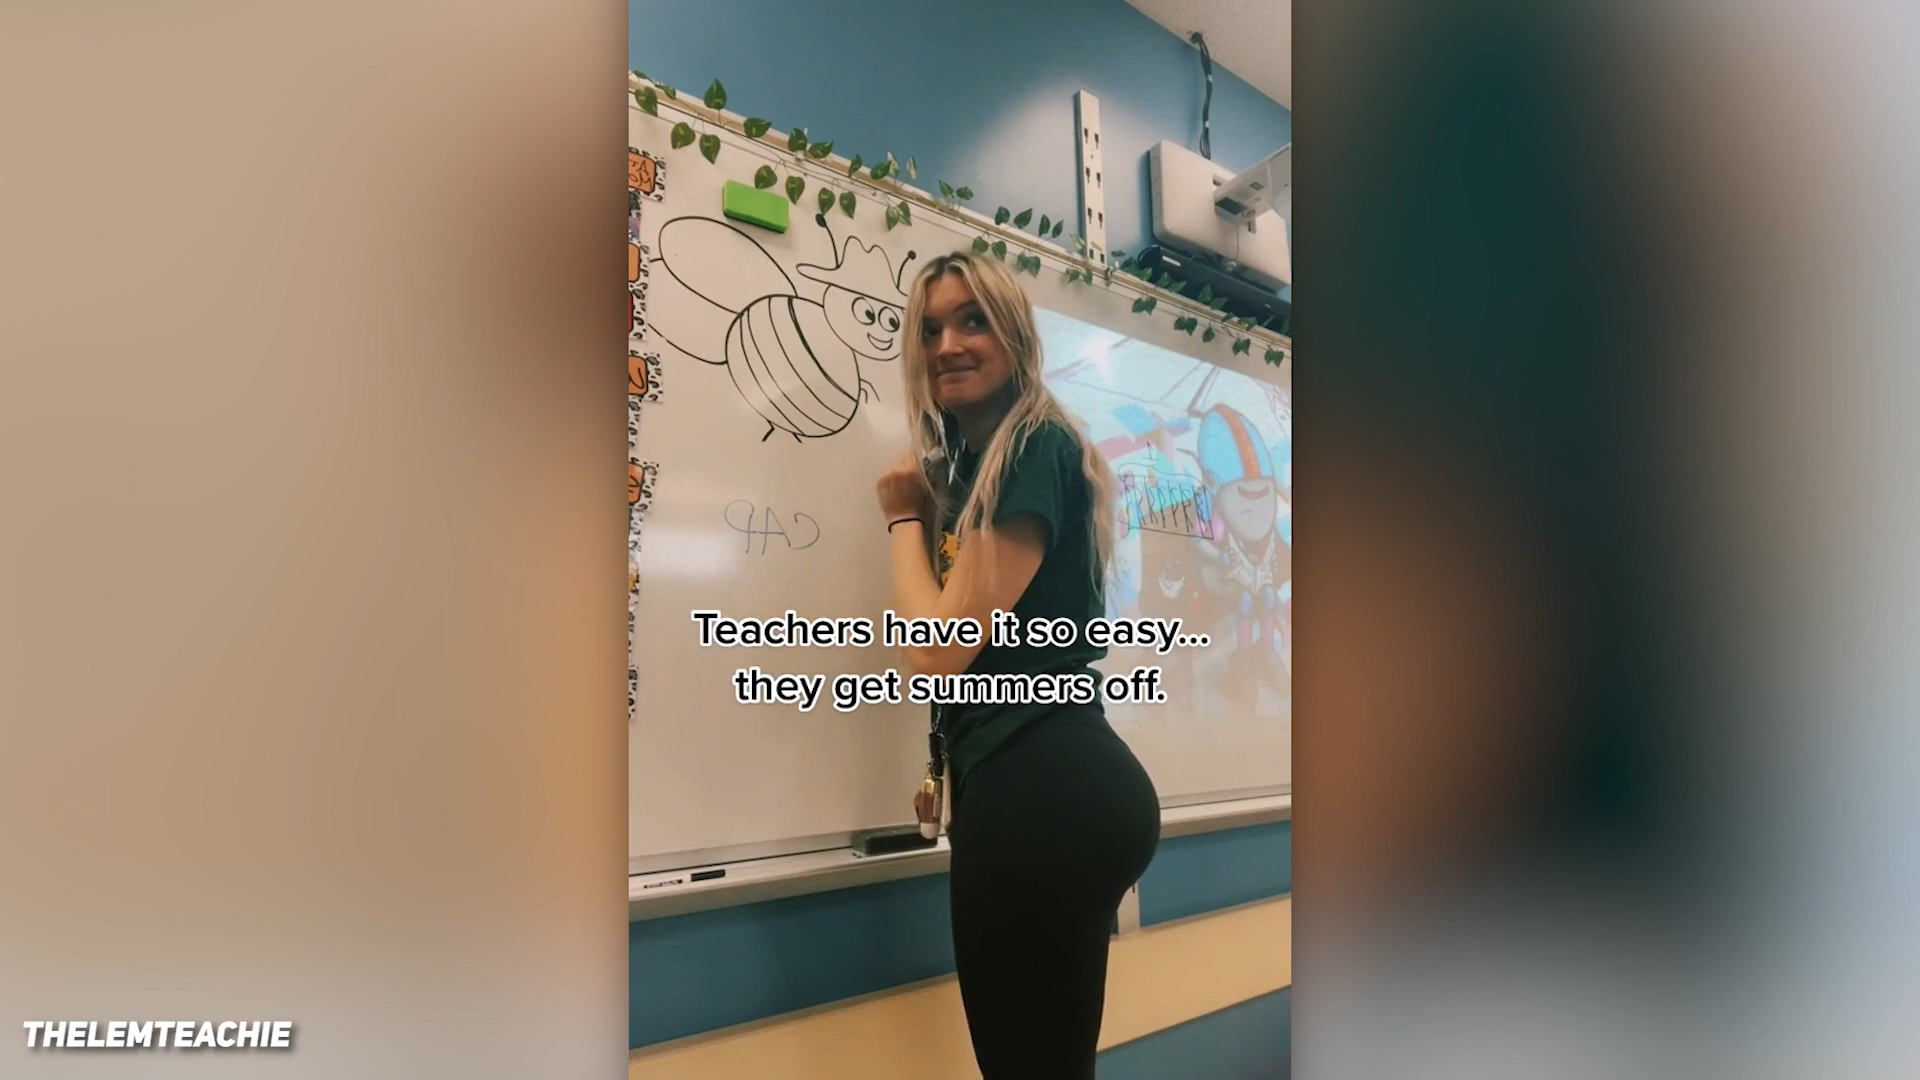 CAP
Teachers have it so easy...
they get summers off.
THELEMTEACHIE